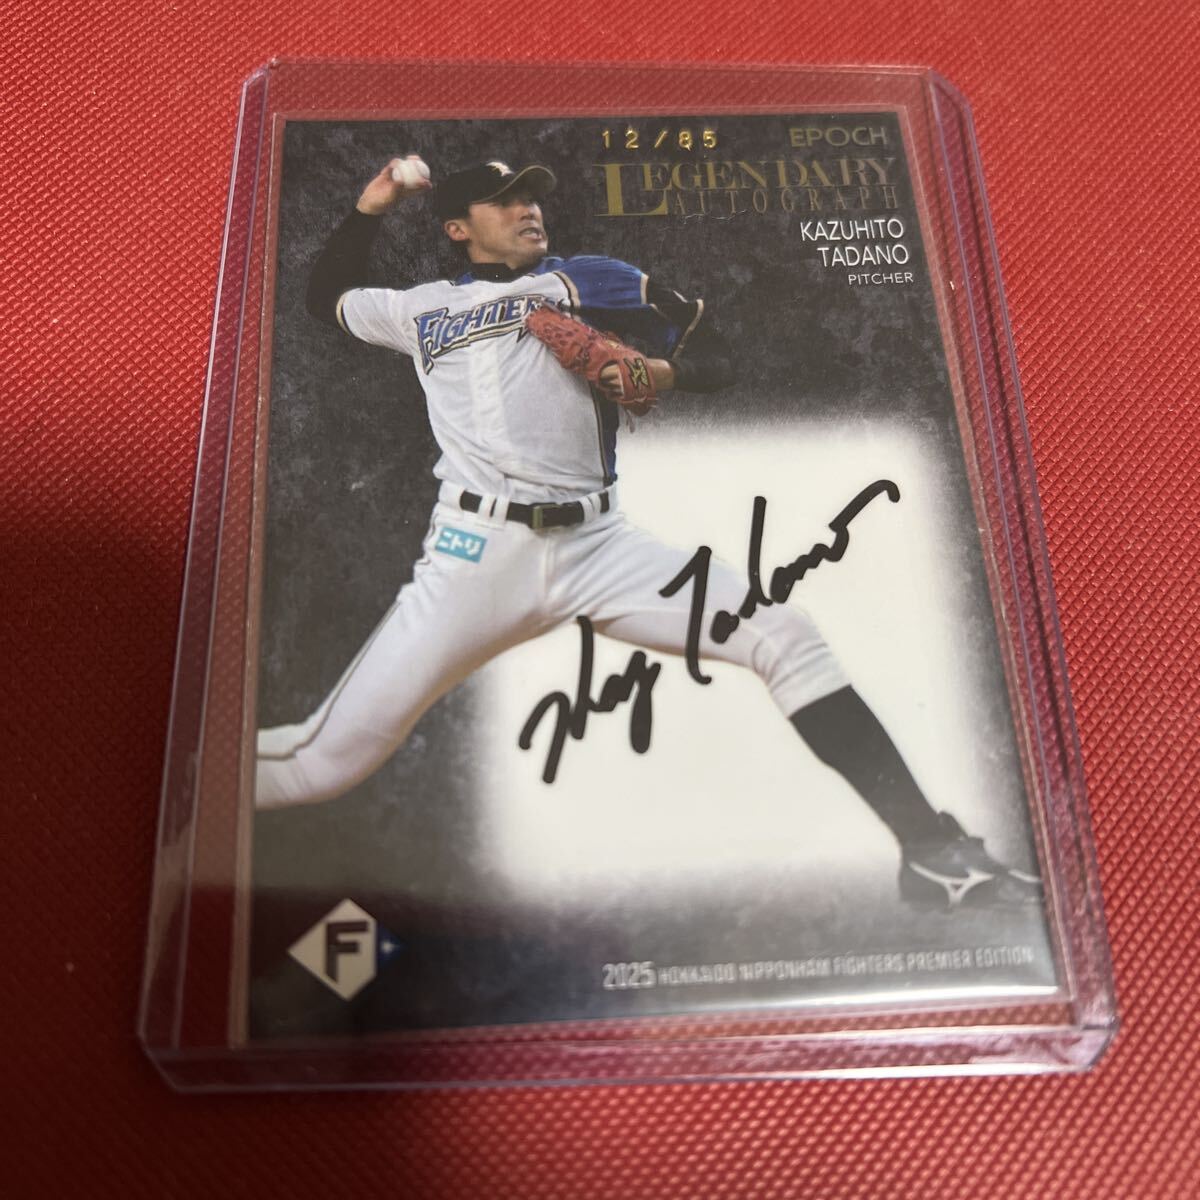 12/85
EPOCH
LEGENDARY
AUTOGRAPH
KAZUHITO
TADANO
PITCHER
FIGHTERS
ニトリ
Kaz Tadano
F
2025 HOKKAIDO NIPPONHAM FIGHTERS PREMIER EDITION